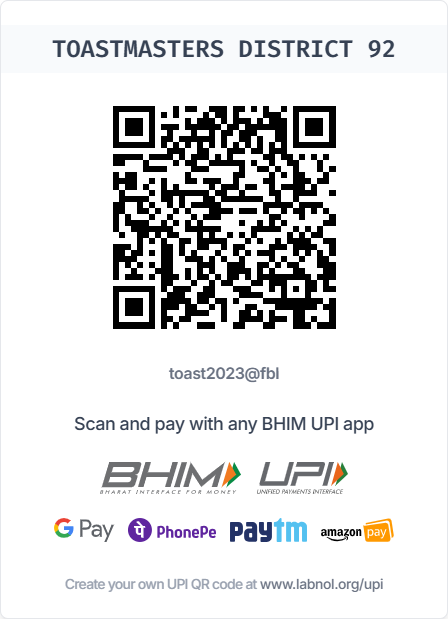 TOASTMASTERS DISTRICT 92
toast2023@fbl
Scan and pay with any BHIM UPI app
BHIM UPI
BHARAT INTERFACE FOR MONEY UNIFIED PAYMENTS INTERFACE
G Pay PhonePe paytm amazon pay
Create your own UPI QR code at www.labnol.org/upi